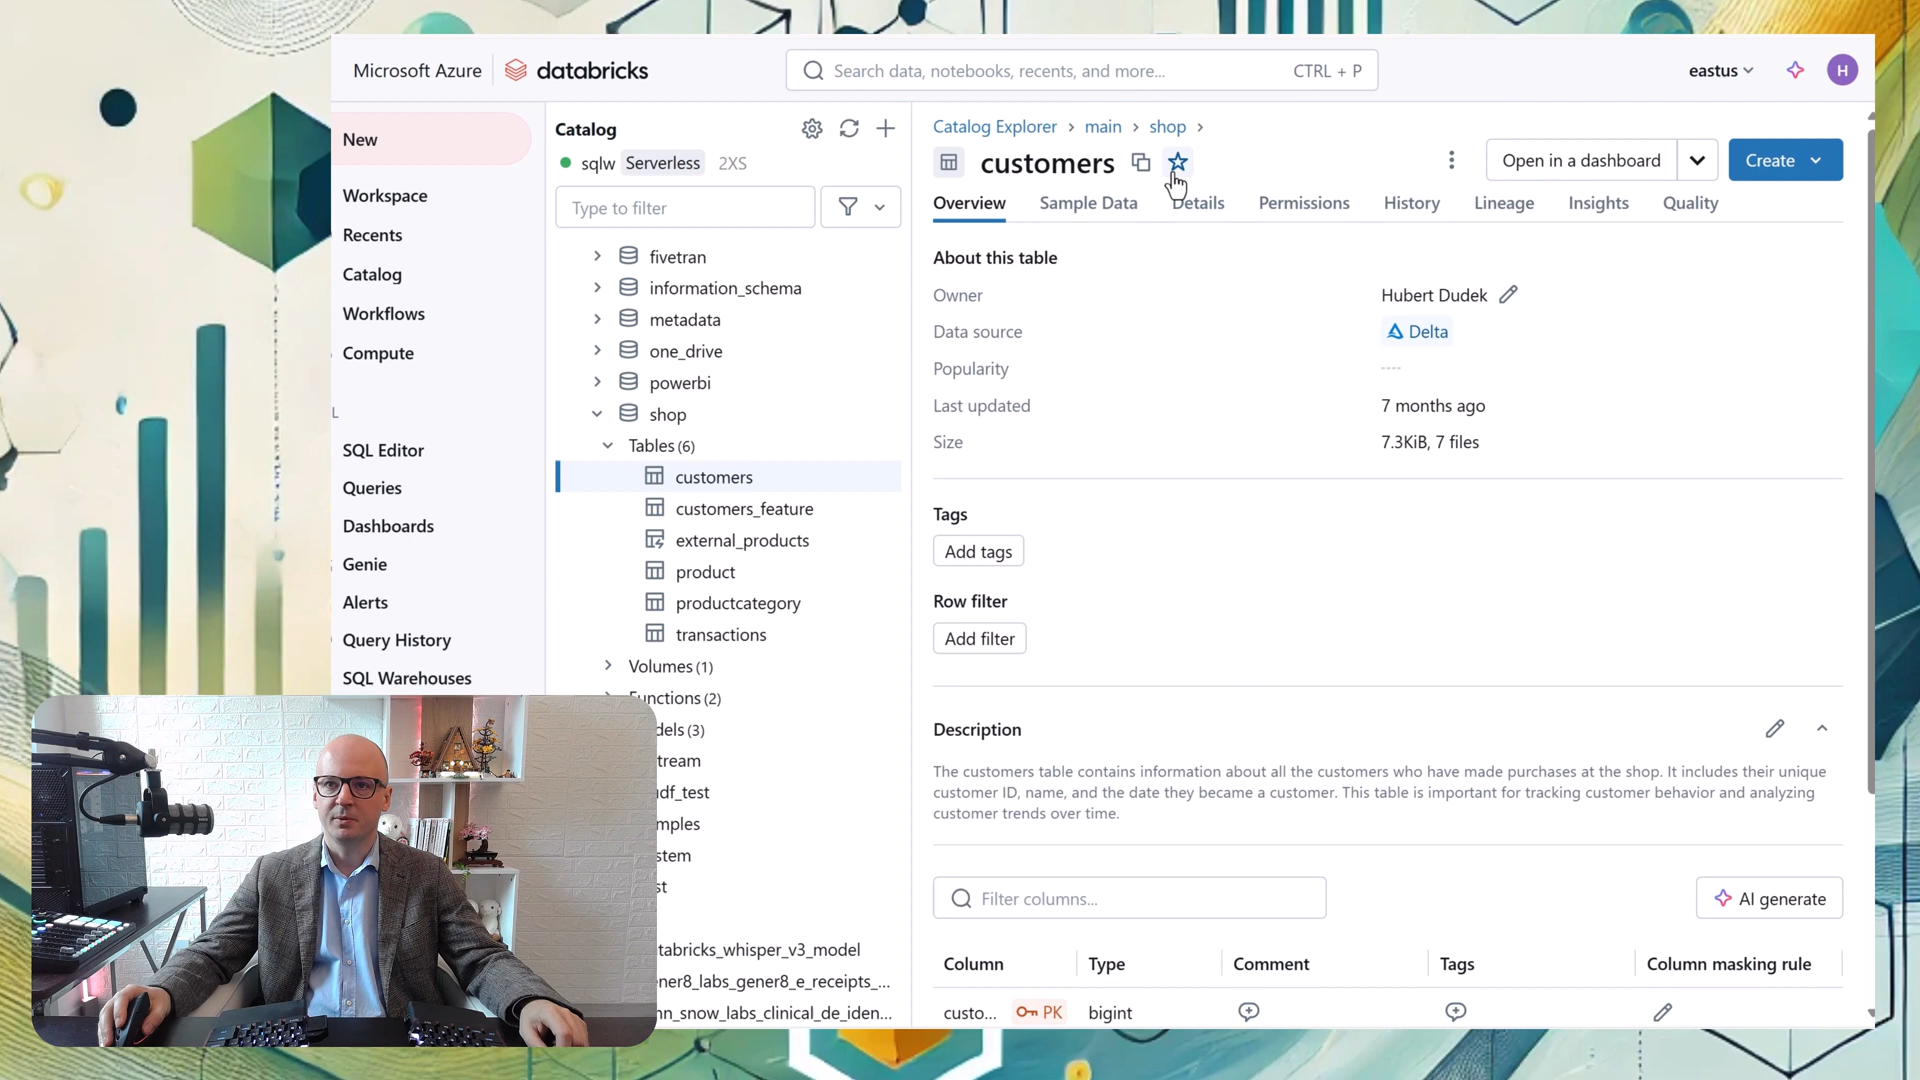 Microsoft Azure
databricks
Search data, notebooks, recents, and more...
CTRL + P
eastus
H
New
Workspace
Recents
Catalog
Workflows
Compute
L
SQL Editor
Queries
Dashboards
Genie
Alerts
Query History
SQL Warehouses
Catalog
sqlw Serverless 2XS
Type to filter
fivetran
information_schema
metadata
one_drive
powerbi
shop
Tables (6)
customers
customers_feature
external_products
product
productcategory
transactions
Volumes (1)
unctions (2)
dels (3)
tream
df_test
mples
stem
st
tabricks_whisper_v3_model
ner8_labs_gener8_e_receipts_...
n_snow_labs_clinical_de_iden...
Catalog Explorer > main > shop >
customers
Open in a dashboard
Create
Overview
Sample Data
Details
Permissions
History
Lineage
Insights
Quality
About this table
Owner
Hubert Dudek
Data source
Delta
Popularity
----
Last updated
7 months ago
Size
7.3KiB, 7 files
Tags
Add tags
Row filter
Add filter
Description
The customers table contains information about all the customers who have made purchases at the shop. It includes their unique
customer ID, name, and the date they became a customer. This table is important for tracking customer behavior and analyzing
customer trends over time.
Filter columns...
AI generate
Column
Type
Comment
Tags
Column masking rule
custo...
PK
bigint